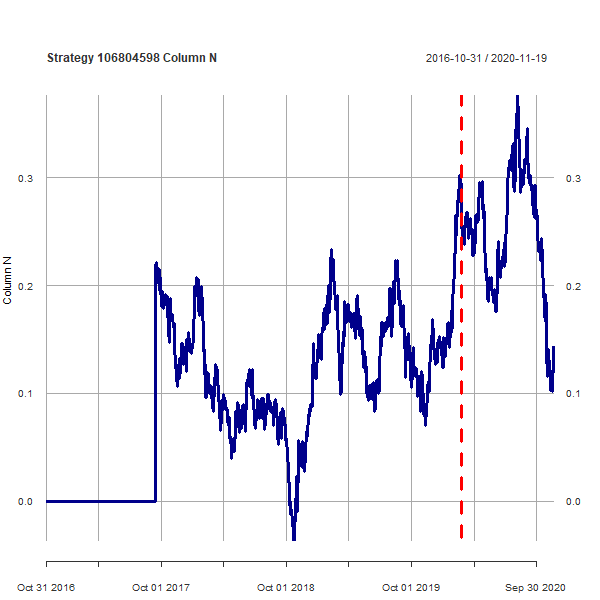 Strategy 106804598 Column N
2016-10-31 / 2020-11-19
Column N
0.3
0.3
0.2
0.2
0.1
0.1
0.0
0.0
Oct 31 2016
Oct 01 2017
Oct 01 2018
Oct 01 2019
Sep 30 2020